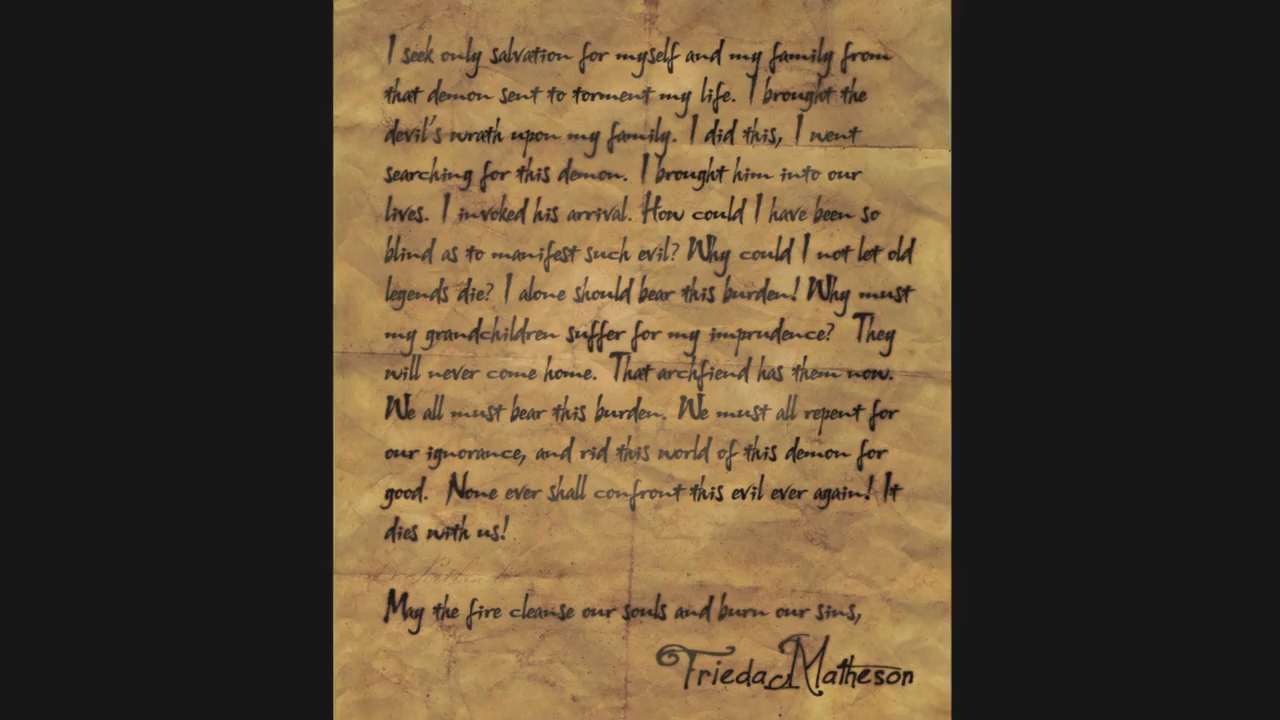 I seek only salvation for myself and my family from
that demon sent to torment my life. I brought the
devil's wrath upon my family. I did this, I went
searching for this demon. I brought him into our
lives. I invoked his arrival. How could I have been so
blind as to manifest such evil? Why could I not let old
legends die? I alone should bear this burden! Why must
my grandchildren suffer for my imprudence? They
will never come home. That archfiend has them now.
We all must bear this burden. We must all repent for
our ignorance, and rid this world of this demon for
good. None ever shall confront this evil ever again! It
dies with us!
May the fire cleanse our souls and burn our sins,
Frieda Matheson